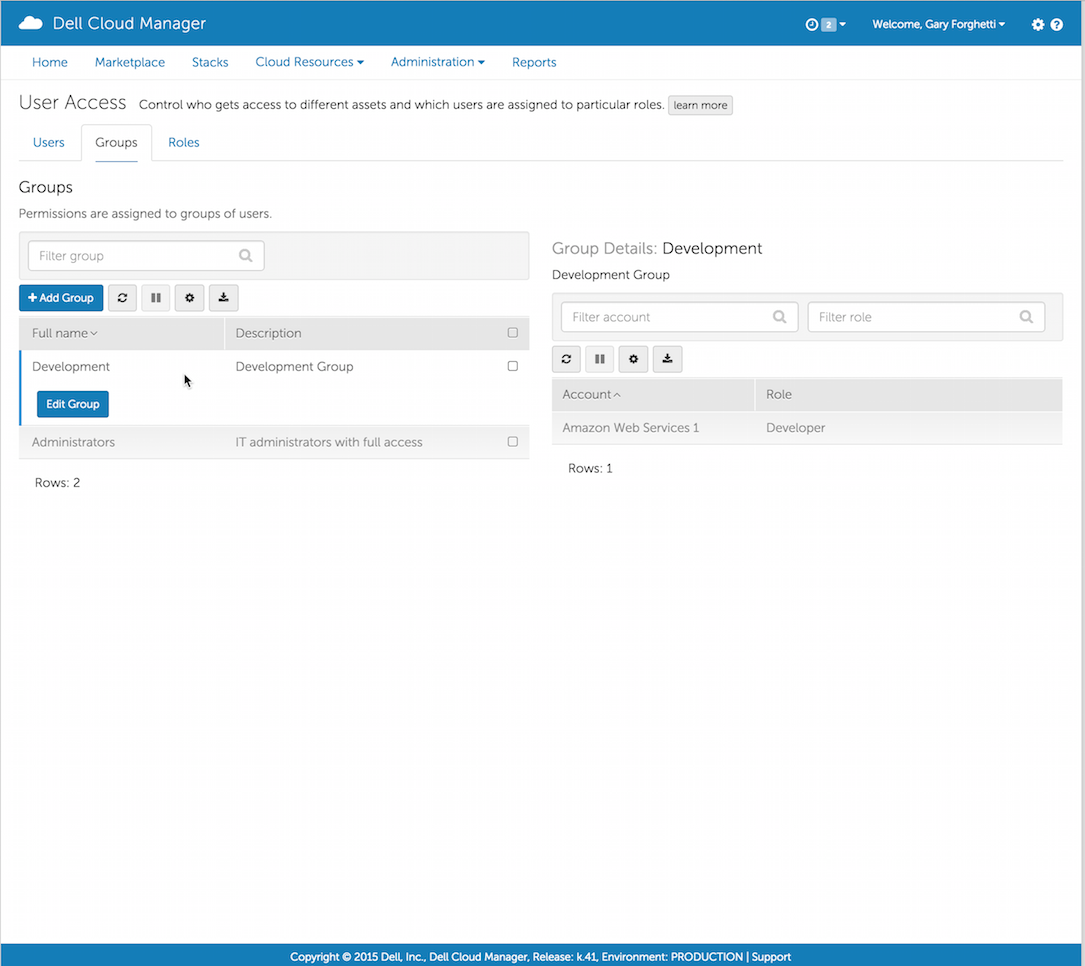 Dell Cloud Manager
2
Welcome, Gary Forghetti
Home Marketplace Stacks Cloud Resources Administration Reports
User Access Control who gets access to different assets and which users are assigned to particular roles. learn more
Users Groups Roles
Groups
Permissions are assigned to groups of users.
Filter group
+ Add Group
Full name Description
Development Development Group
Edit Group
Administrators IT administrators with full access
Rows: 2
Group Details: Development
Development Group
Filter account Filter role
Account Role
Amazon Web Services 1 Developer
Rows: 1
Copyright © 2015 Dell, Inc., Dell Cloud Manager, Release: k.41, Environment: PRODUCTION | Support